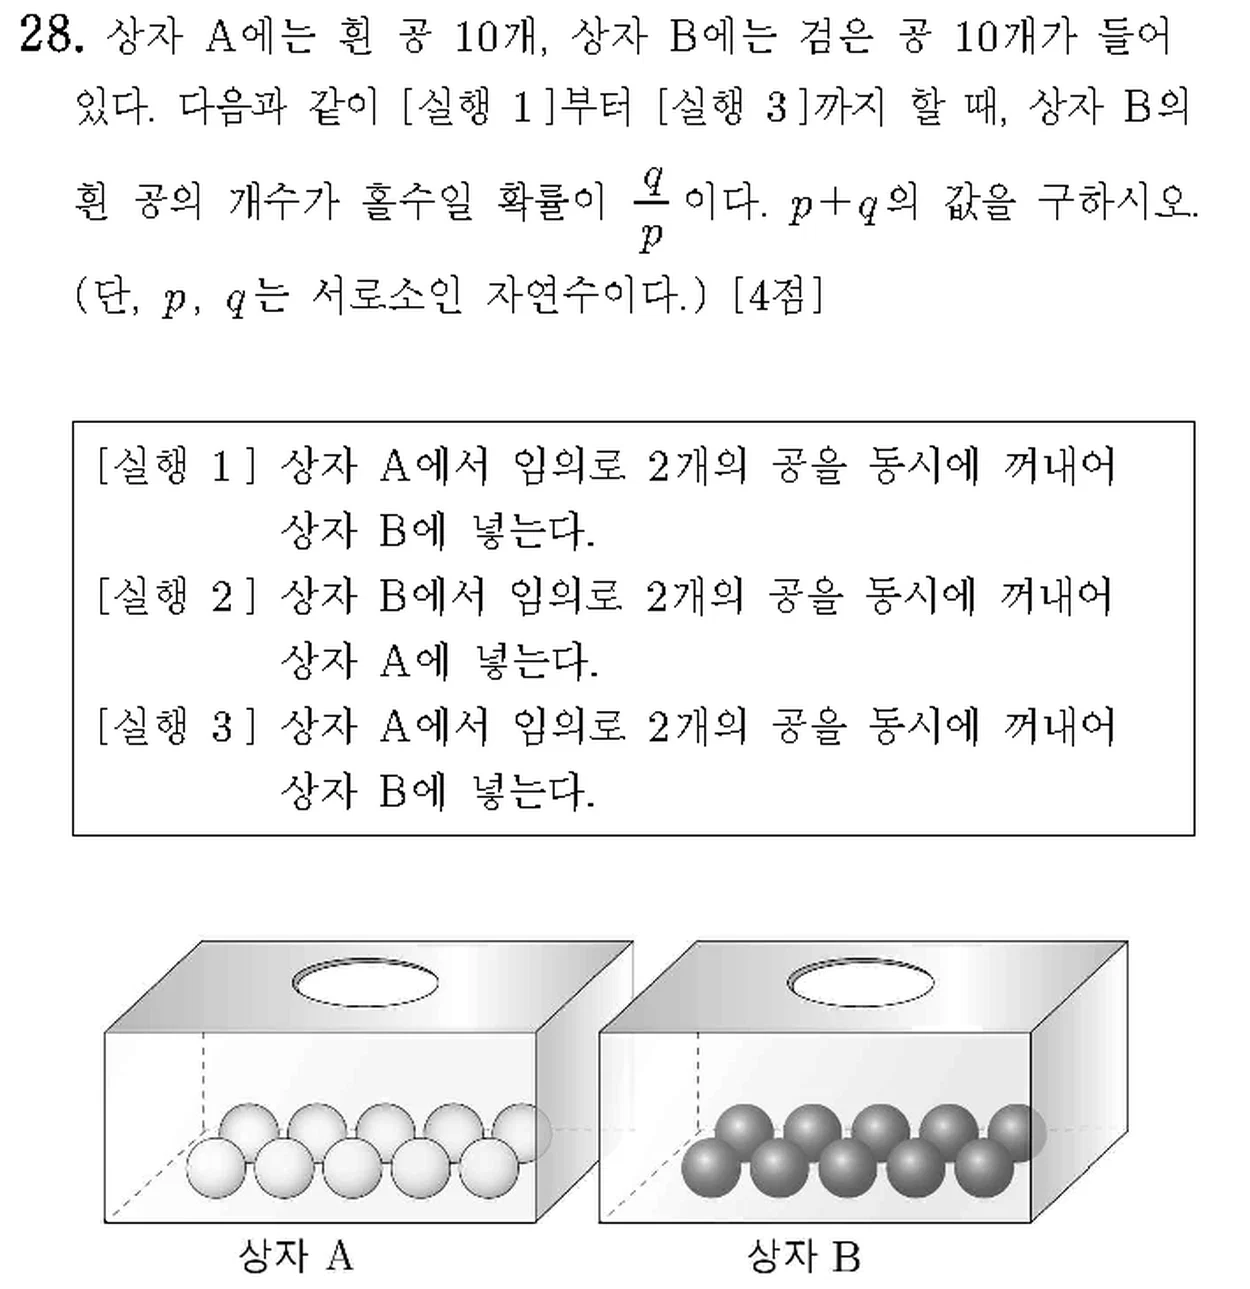 28. 상자 A에는 흰 공 10개, 상자 B에는 검은 공 10개가 들어
있다. 다음과 같이 [실행 1]부터 [실행 3]까지 할 때, 상자 B의
흰 공의 개수가 홀수일 확률이 q/p 이다. p+q의 값을 구하시오.
(단, p, q는 서로소인 자연수이다.) [4점]
[실행 1] 상자 A에서 임의로 2개의 공을 동시에 꺼내어
상자 B에 넣는다.
[실행 2] 상자 B에서 임의로 2개의 공을 동시에 꺼내어
상자 A에 넣는다.
[실행 3] 상자 A에서 임의로 2개의 공을 동시에 꺼내어
상자 B에 넣는다.
상자 A 상자 B